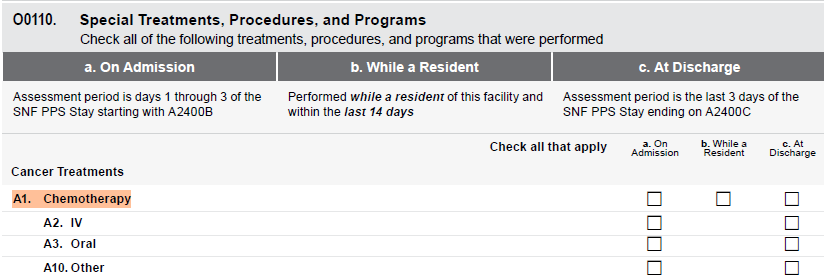 O0110. Special Treatments, Procedures, and Programs
Check all of the following treatments, procedures, and programs that were performed
a. On Admission b. While a Resident c. At Discharge
Assessment period is days 1 through 3 of the Performed while a resident of this facility and Assessment period is the last 3 days of the
SNF PPS Stay starting with A2400B within the last 14 days SNF PPS Stay ending on A2400C
Check all that apply a. On b. While a c. At
Admission Resident Discharge
Cancer Treatments
A1. Chemotherapy
A2. IV
A3. Oral
A10. Other